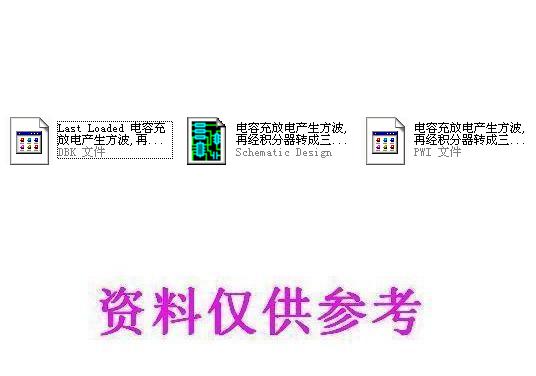 Last Loaded 电容充
放电产生方波,再...
DBK 文件
电容充放电产生方波,
再经积分器转成三...
Schematic Design
电容充放电产生方波,
再经积分器转成三...
PWI 文件
资料仅供参考